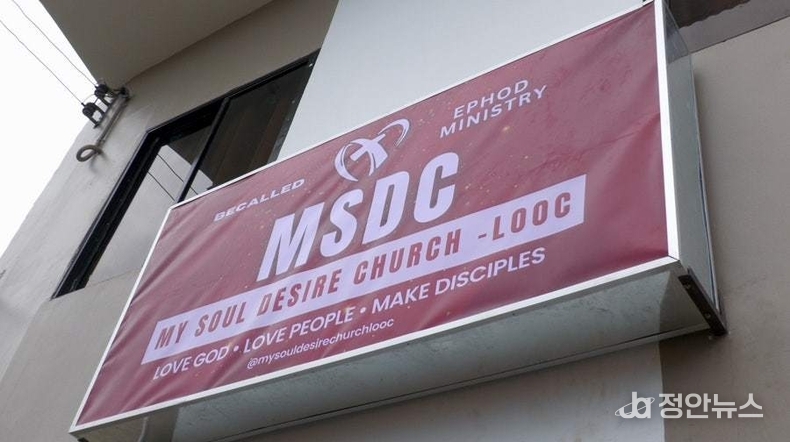 BECALLED
EPHOD
MINISTRY
MSDC
MY SOUL DESIRE CHURCH -LOOC
LOVE GOD • LOVE PEOPLE • MAKE DISCIPLES
@mysouldesirechurchlooc
정안뉴스